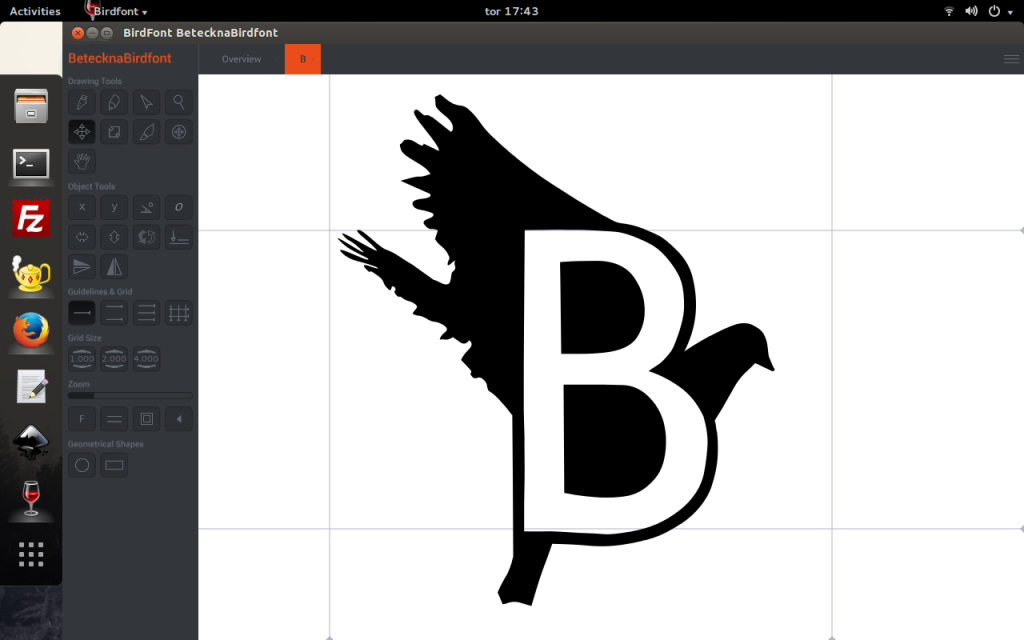 Activities
Birdfont
tor 17:43
BirdFont BetecknaBirdfont
BetecknaBirdfont
Overview
B
Drawing Tools
Object Tools
x
y
o
Guidelines & Grid
Grid Size
1.000
2.000
4.000
Zoom
F
Geometrical Shapes
Fz
>_
B